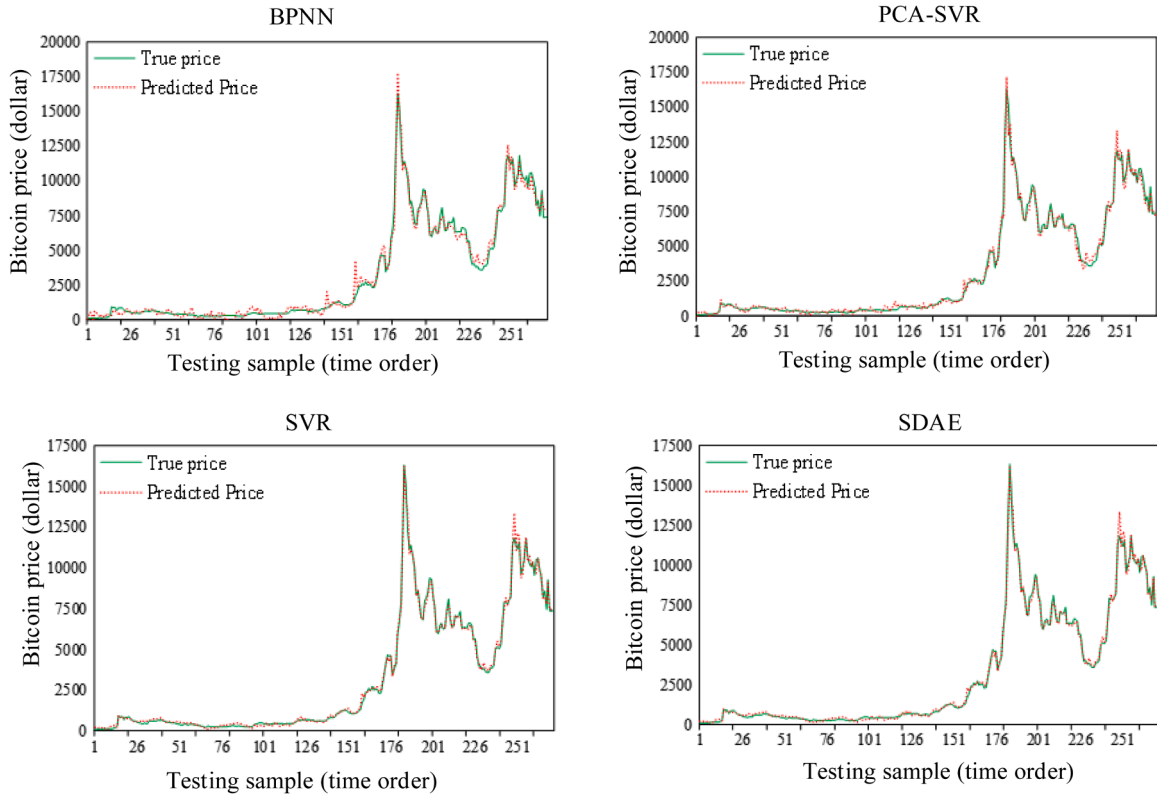 BPNN
20000
17500
15000
12500
10000
7500
5000
2500
0
Bitcoin price (dollar)
True price
Predicted Price
1 26 51 76 101 126 151 176 201 226 251
Testing sample (time order)
PCA-SVR
20000
17500
15000
12500
10000
7500
5000
2500
0
Bitcoin price (dollar)
True price
Predicted Price
1 26 51 76 101 126 151 176 201 226 251
Testing sample (time order)
SVR
17500
15000
12500
10000
7500
5000
2500
0
Bitcoin price (dollar)
True price
Predicted Price
1 26 51 76 101 126 151 176 201 226 251
Testing sample (time order)
SDAE
17500
15000
12500
10000
7500
5000
2500
0
Bitcoin price (dollar)
True price
Predicted Price
1 26 51 76 101 126 151 176 201 226 251
Testing sample (time order)